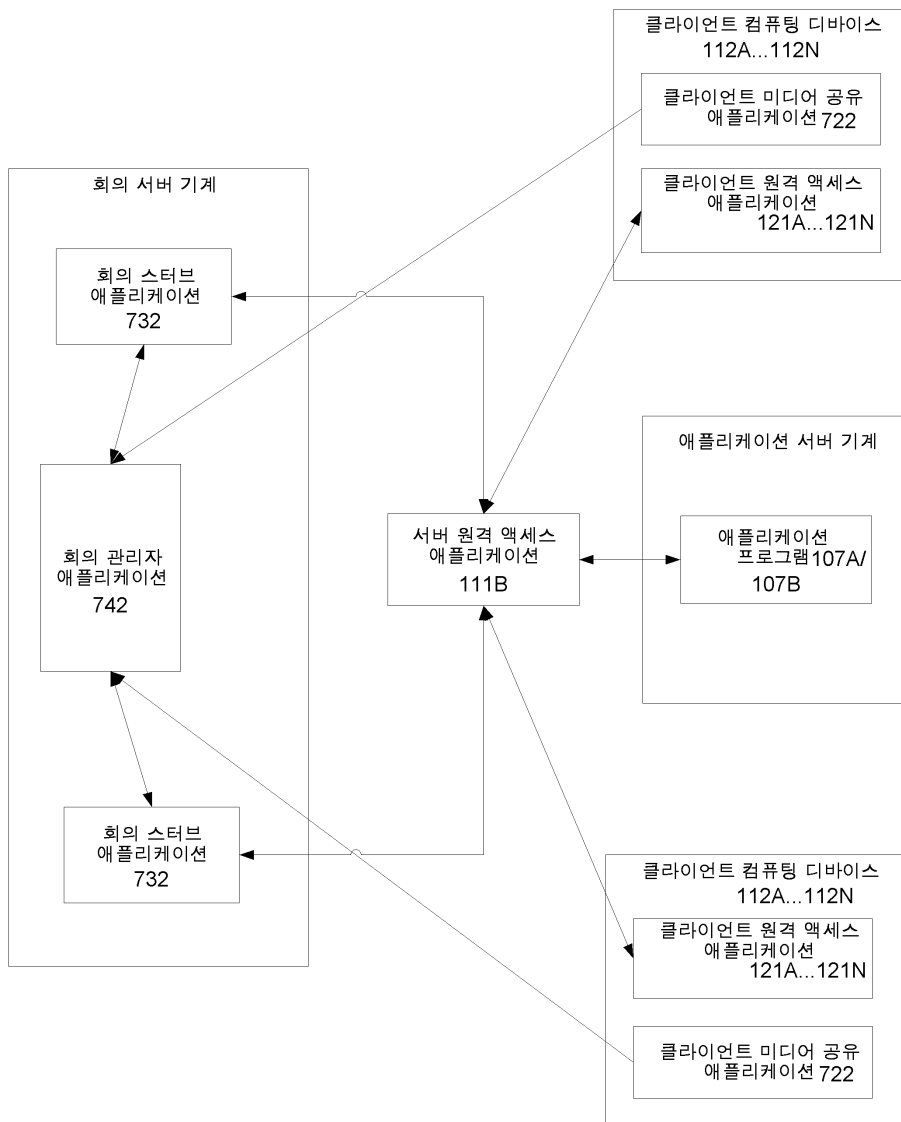 클라이언트 컴퓨팅 디바이스
112A...112N
클라이언트 미디어 공유
애플리케이션 722
클라이언트 원격 액세스
애플리케이션
121A...121N
회의 서버 기계
회의 스터브
애플리케이션
732
회의 관리자
애플리케이션
742
서버 원격 액세스
애플리케이션
111B
애플리케이션 서버 기계
애플리케이션
프로그램 107A/
107B
회의 스터브
애플리케이션
732
클라이언트 컴퓨팅 디바이스
112A...112N
클라이언트 원격 액세스
애플리케이션
121A...121N
클라이언트 미디어 공유
애플리케이션 722